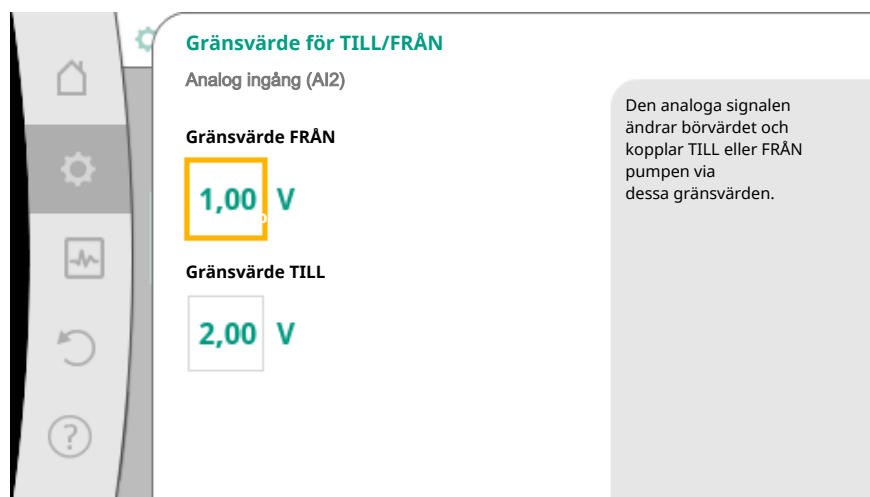 Gränsvärde för TILL/FRÅN
Analog ingång (AI2)
Gränsvärde FRÅN
1,00 V
Gränsvärde TILL
2,00 V
Den analoga signalen
ändrar börvärdet och
kopplar TILL eller FRÅN
pumpen via
dessa gränsvärden.
?